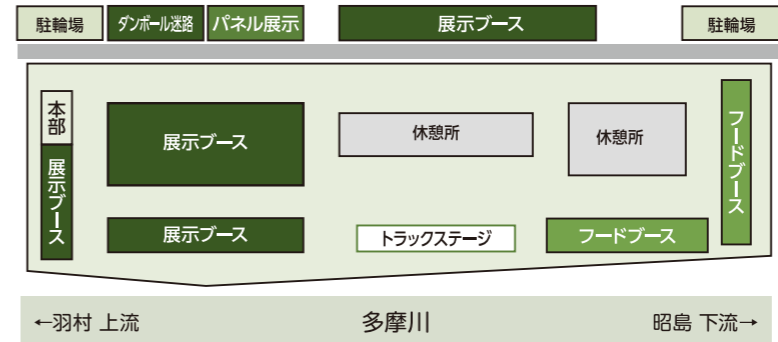 駐輪場
ダンボール迷路
パネル展示
展示ブース
駐輪場
本部
展示ブース
展示ブース
休憩所
休憩所
フードブース
展示ブース
トラックステージ
フードブース
←羽村 上流
多摩川
昭島 下流→